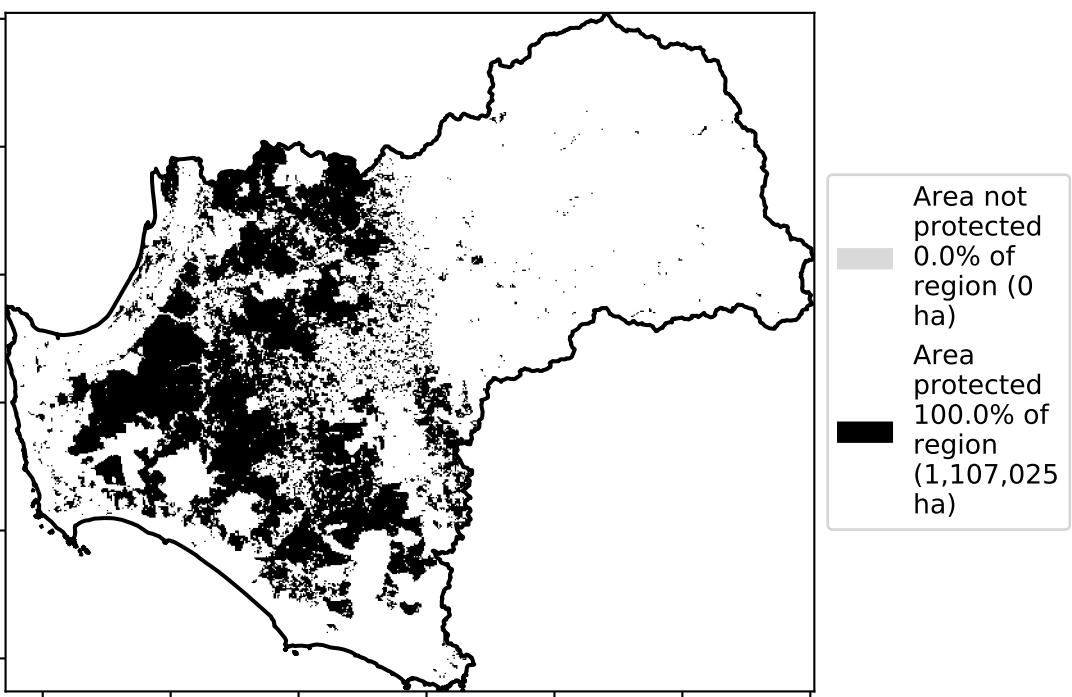 Area not
protected
0.0% of
region (0
ha)
Area
protected
100.0% of
region
(1,107,025
ha)